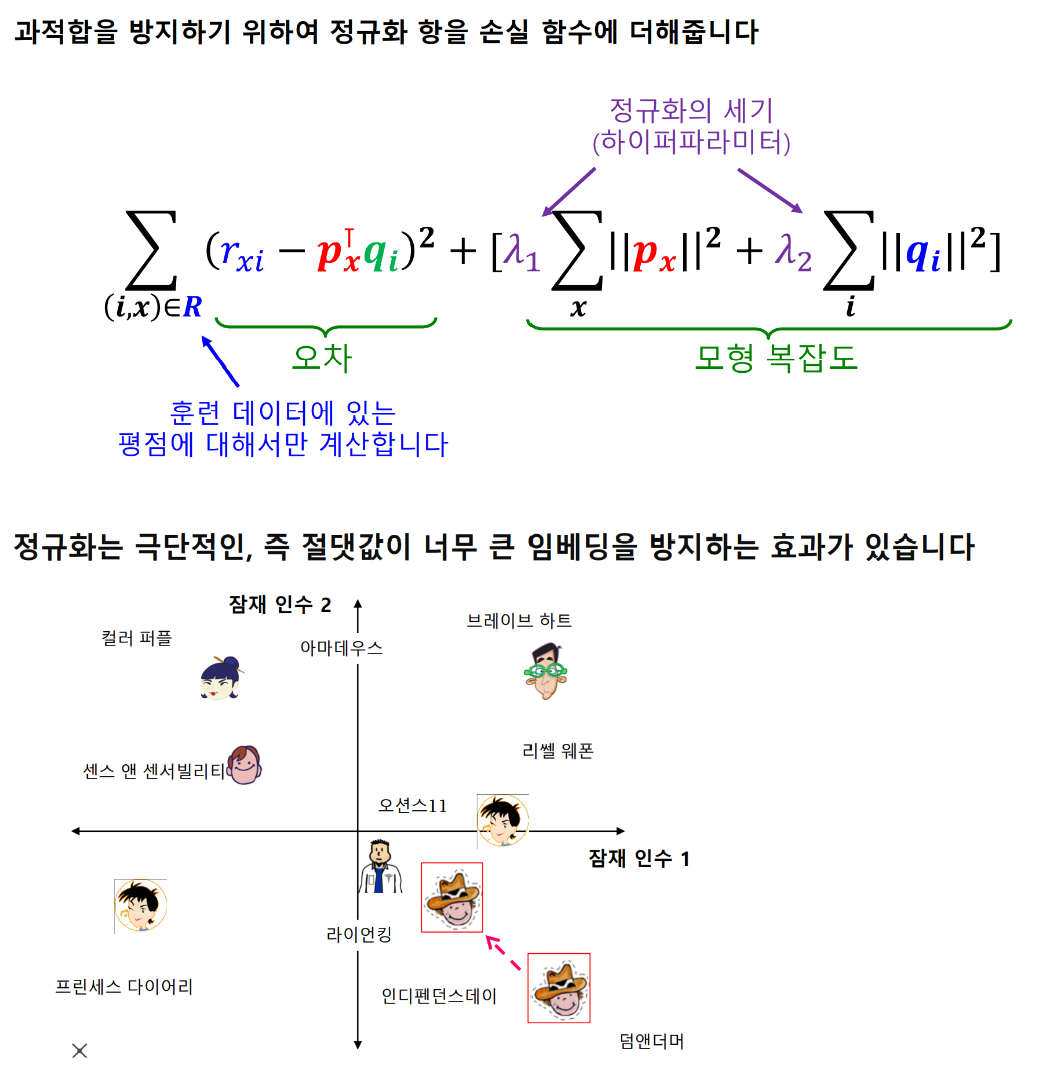 과적합을 방지하기 위하여 정규화 항을 손실 함수에 더해줍니다
정규화의 세기
(하이퍼파라미터)
∑ (r_{xi} − p_x^⊺ q_i)² + [λ₁ ∑ ||p_x||² + λ₂ ∑ ||q_i||²]
(i,x)∈R x i
오차
모형 복잡도
훈련 데이터에 있는
평점에 대해서만 계산합니다
정규화는 극단적인, 즉 절댓값이 너무 큰 임베딩을 방지하는 효과가 있습니다
잠재 인수 2
브레이브 하트
컬러 퍼플
아마데우스
리쎌 웨폰
센스 앤 센서빌리티
오션스11
잠재 인수 1
라이언킹
프린세스 다이어리
인디펜던스데이
덤앤더머